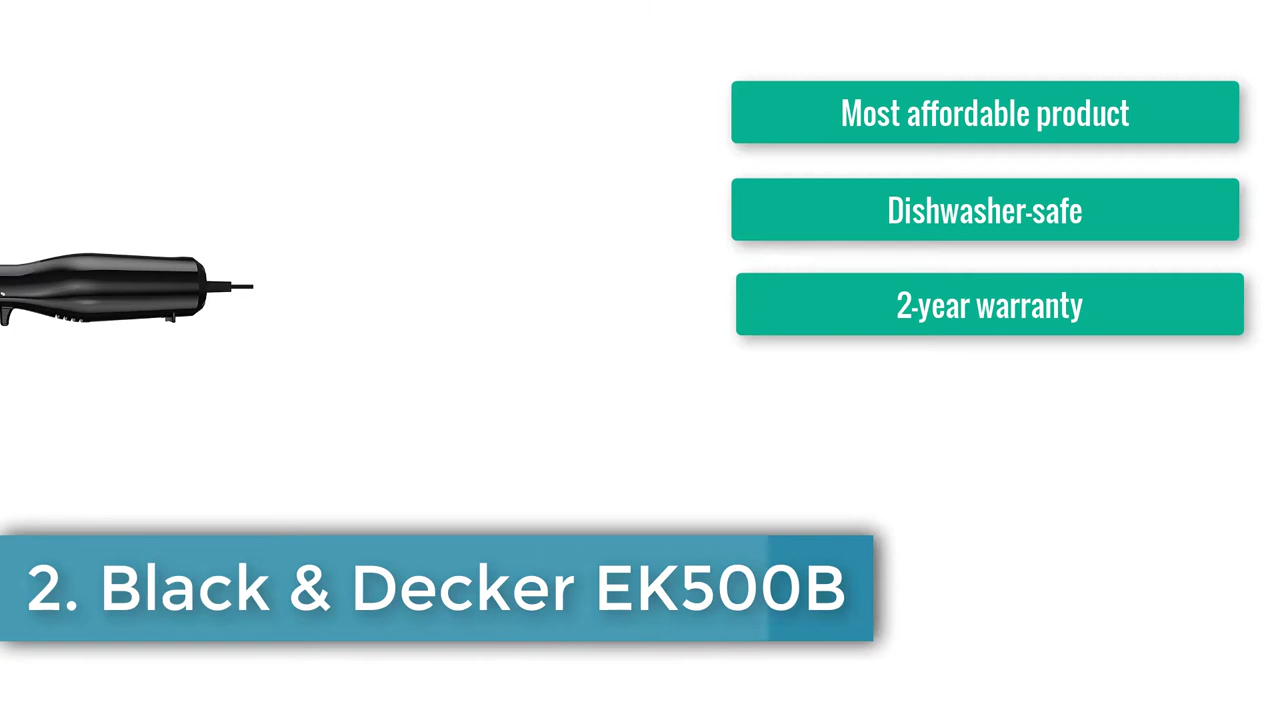 Most affordable product
Dishwasher-safe
2-year warranty
2. Black & Decker EK500B